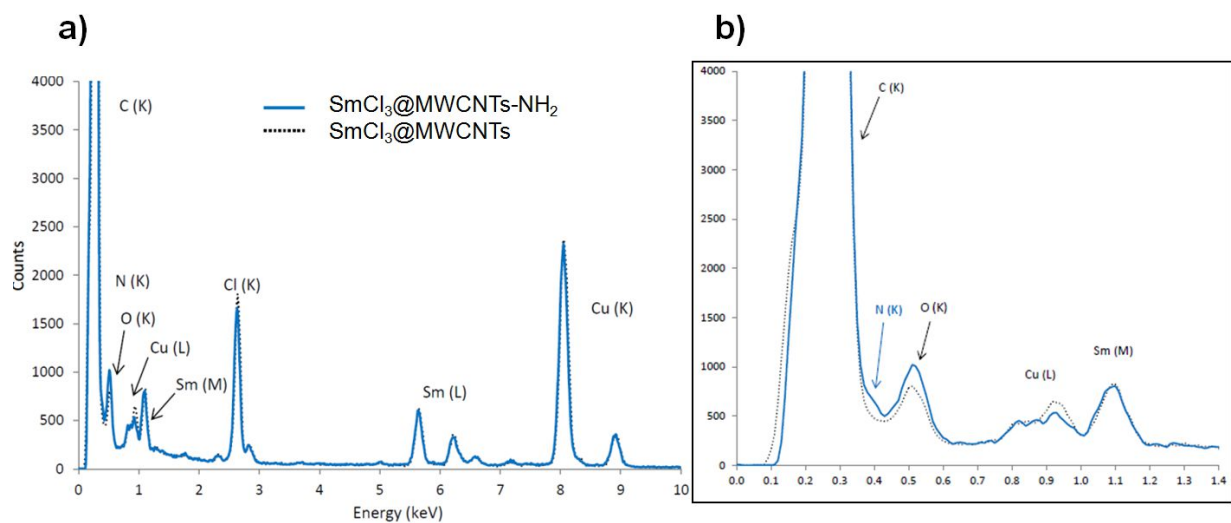 a)
4000
3500
3000
2500
2000
1500
1000
500
0
Counts
C (K)
SmCl₃@MWCNTs-NH₂
SmCl₃@MWCNTs
N (K)
O (K)
Cu (L)
Sm (M)
Cl (K)
Sm (L)
Cu (K)
0 1 2 3 4 5 6 7 8 9 10
Energy (keV)
b)
4000
3500
3000
2500
2000
1500
1000
500
0
C (K)
N (K)
O (K)
Cu (L)
Sm (M)
0.0 0.1 0.2 0.3 0.4 0.5 0.6 0.7 0.8 0.9 1.0 1.1 1.2 1.3 1.4